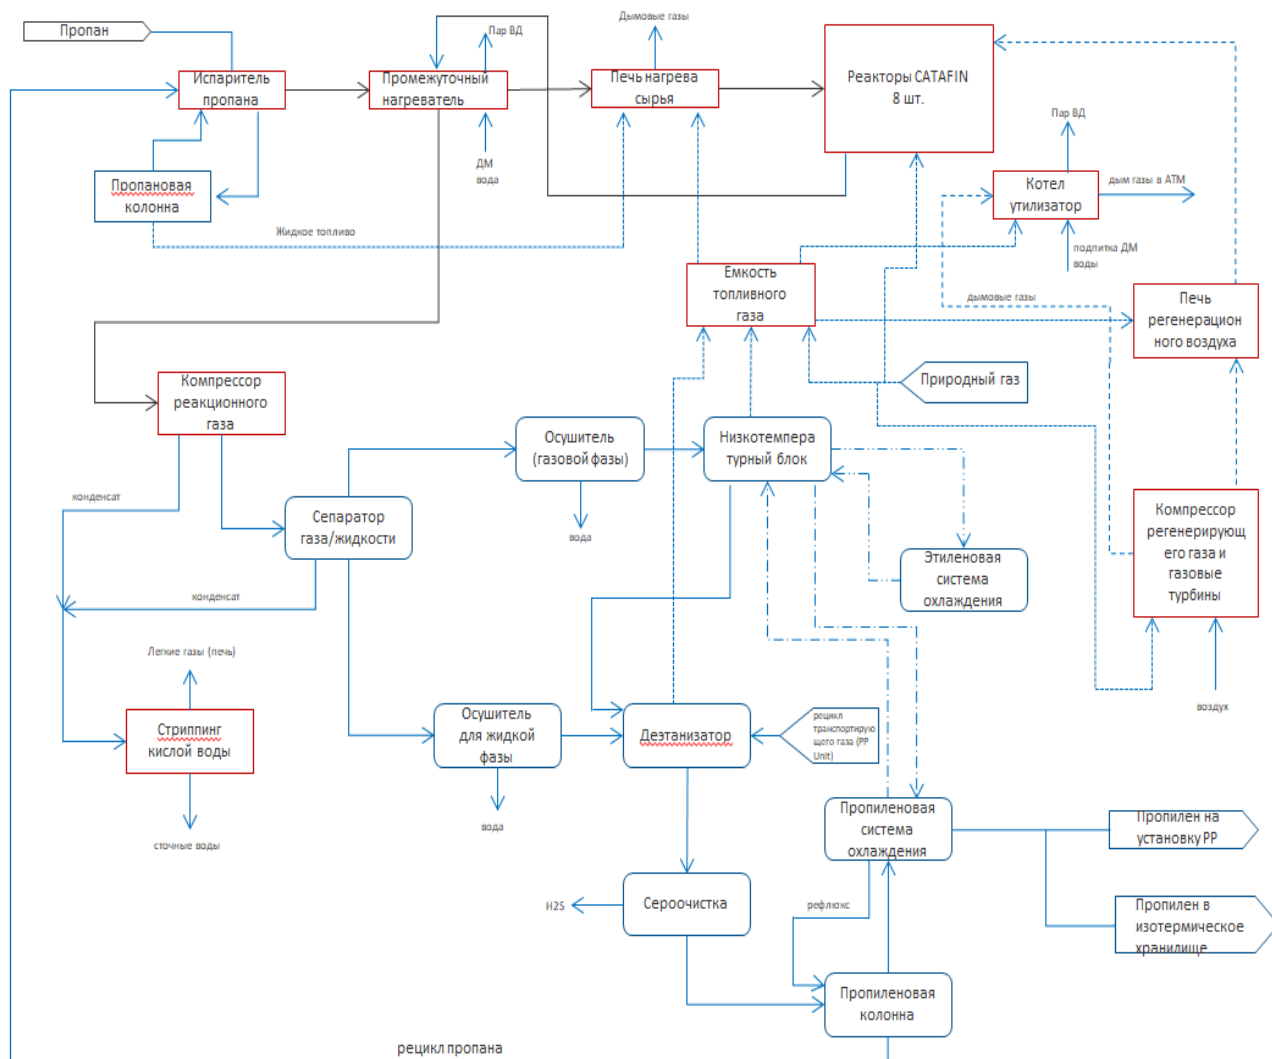 Пропан
Испаритель
пропана
Промежуточный
нагреватель
Пар ВД
Дымовые газы
Печь нагрева
сырья
Реакторы CATAFIN
8 шт.
ДМ
вода
Пропановая
колонна
Жидкое топливо
Пар ВД
Котел
утилизатор
дым газы в АТМ
подпитка ДМ
воды
Емкость
топливного
газа
дымовые газы
Печь
регенерацион
ного воздуха
Природный газ
Компрессор
реакционного
газа
Осушитель
(газовой фазы)
Низкотемпера
турный блок
конденсат
Сепаратор
газа/жидкости
вода
Этиленовая
система
охлаждения
Компрессор
регенерирующ
его газа и
газовые
турбины
конденсат
Легкие газы (печь)
воздух
Стриппинг
кислой воды
Осушитель
для жидкой
фазы
Деэтанизатор
рецикл
транспортирую
щего газа (PP
Unit)
вода
сточные воды
Пропиленовая
система
охлаждения
Пропилен на
установку PP
Сероочистка
H2S
рефлюкс
Пропилен в
изотермическое
хранилище
Пропиленовая
колонна
рецикл пропана